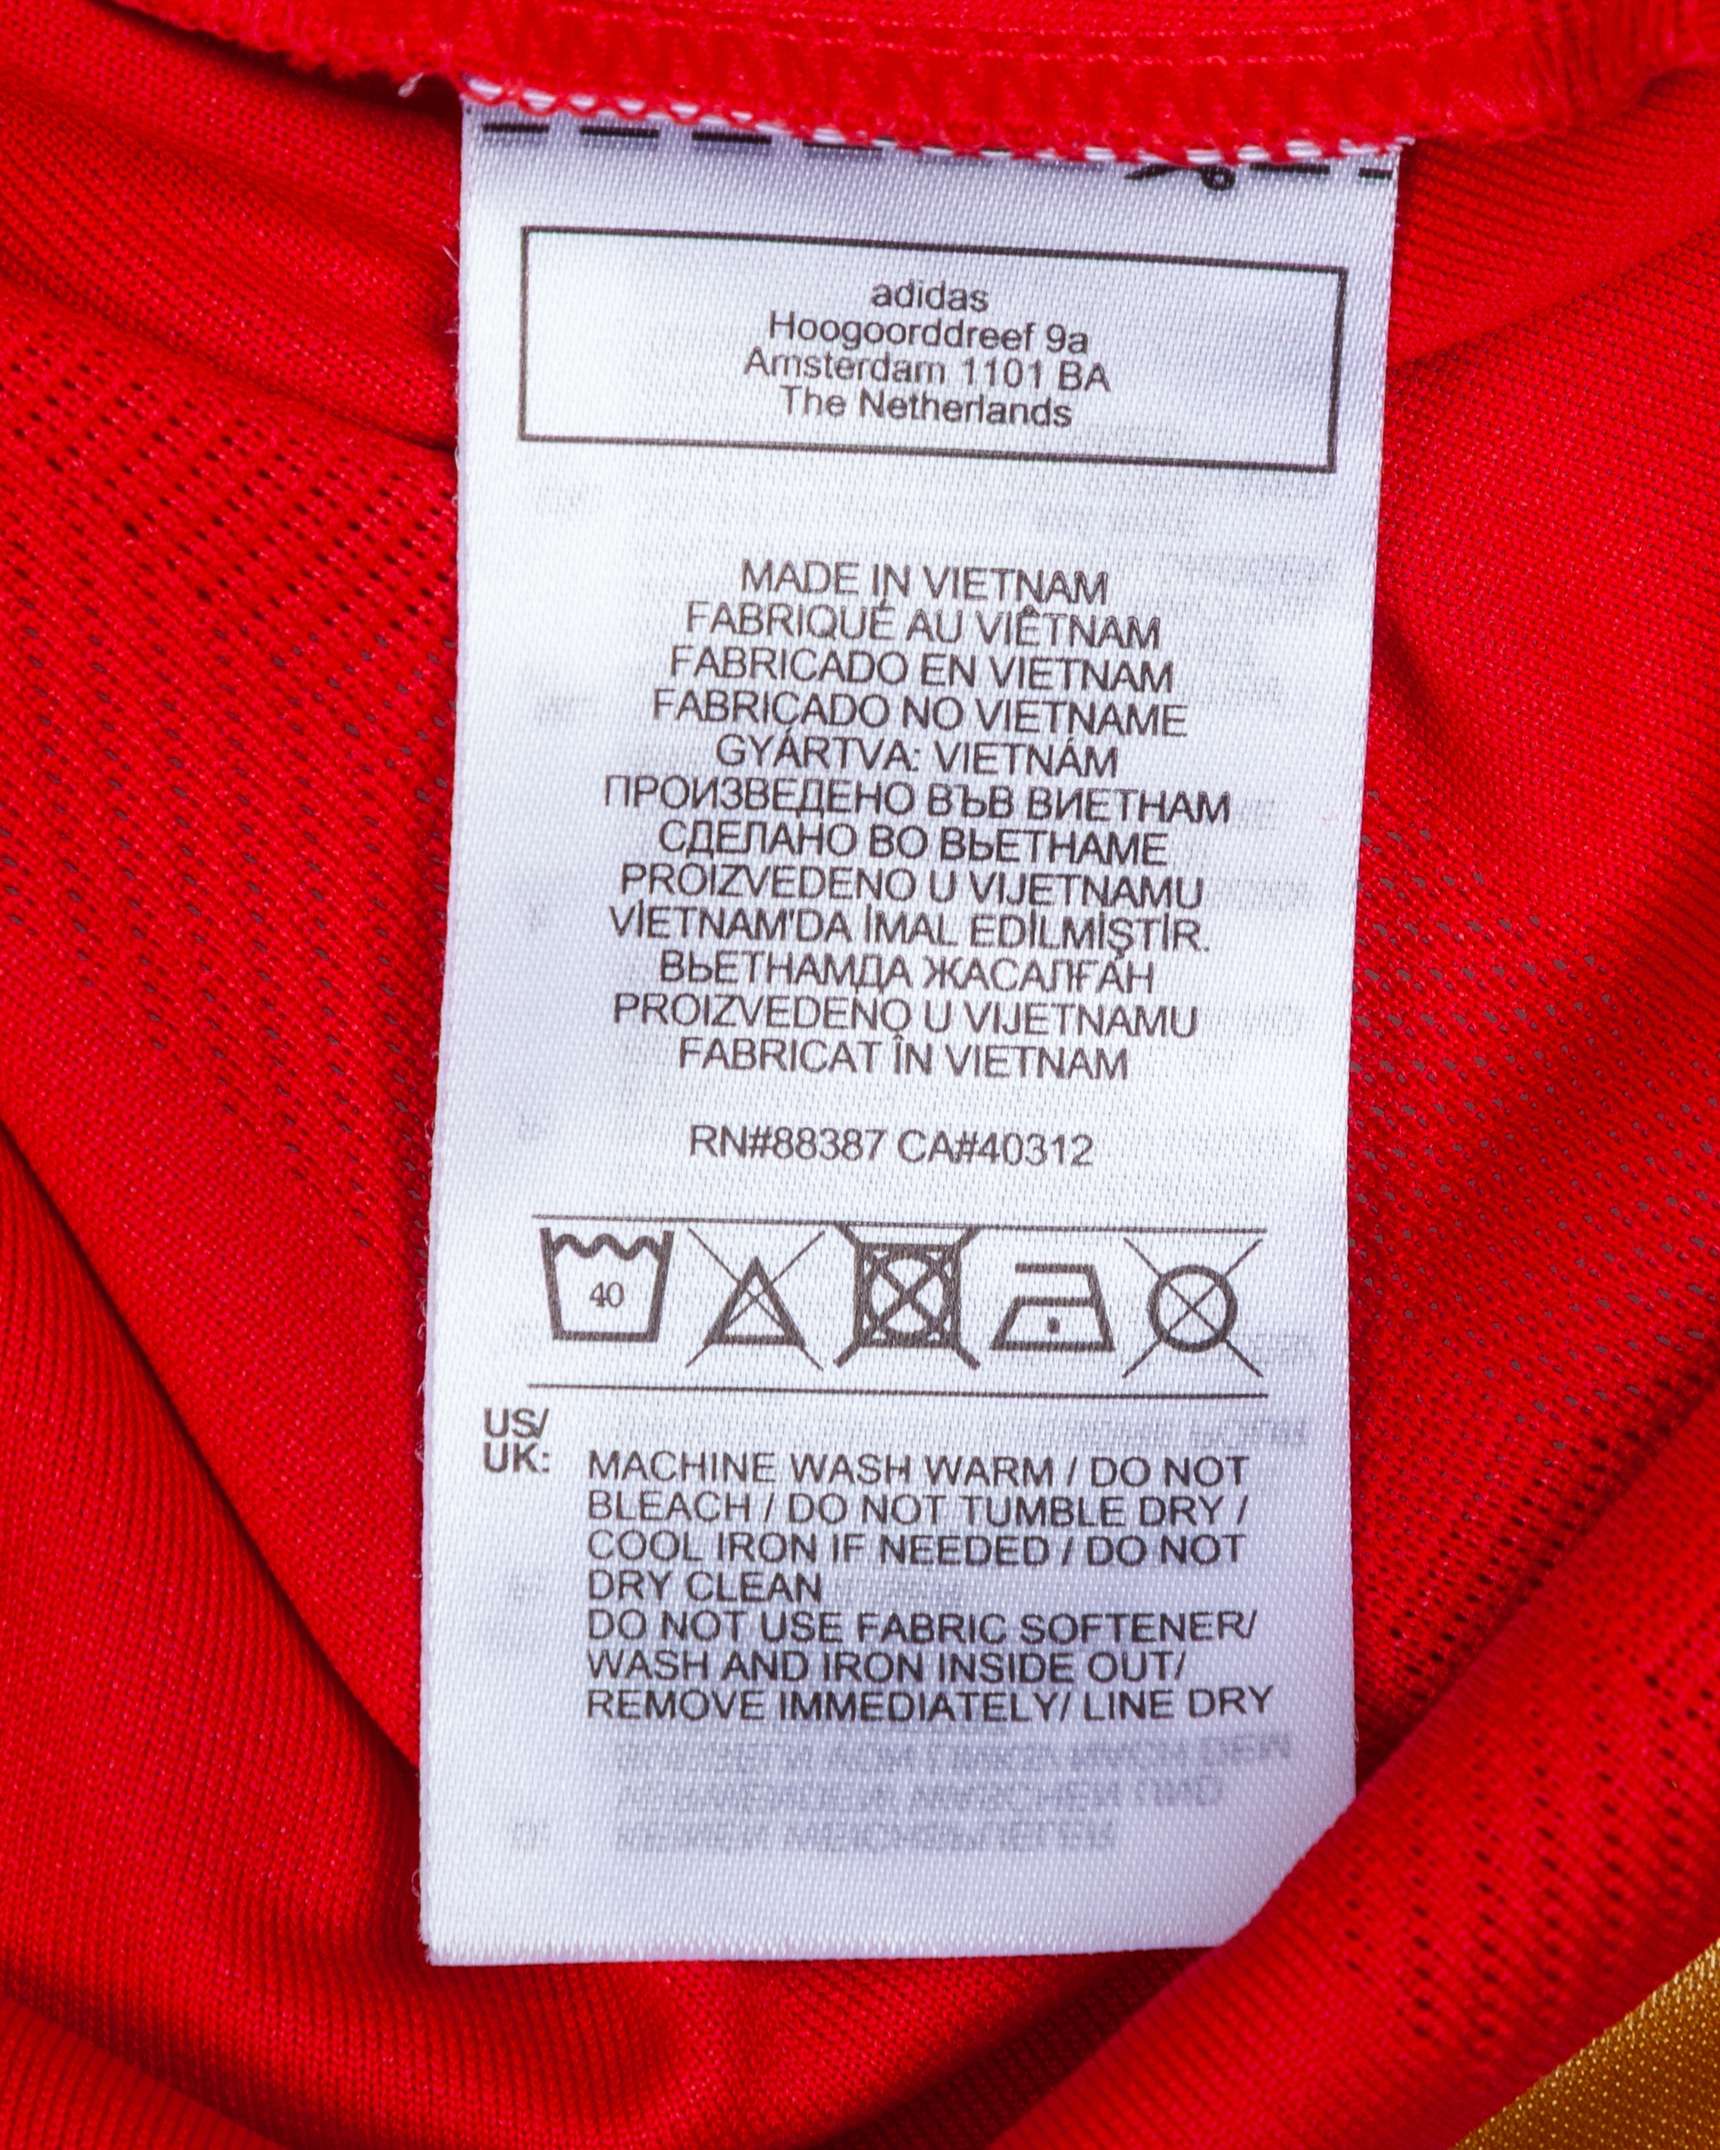 adidas
Hoogoorddreef 9a
Amsterdam 1101 BA
The Netherlands
MADE IN VIETNAM
FABRIQUÉ AU VIÊTNAM
FABRICADO EN VIETNAM
FABRICADO NO VIETNAME
GYÁRTVA: VIETNÁM
ПРОИЗВЕДЕНО ВЪВ ВИЕТНАМ
СДЕЛАНО ВО ВЬЕТНАМЕ
PROIZVEDENO U VIJETNAMU
VİETNAM'DA İMAL EDİLMİŞTİR.
ВЬЕТНАМДА ЖАСАЛҒАН
PROIZVEDENO U VIJETNAMU
FABRICAT ÎN VIETNAM
RN#88387 CA#40312
40
US/
UK: MACHINE WASH WARM / DO NOT
BLEACH / DO NOT TUMBLE DRY /
COOL IRON IF NEEDED / DO NOT
DRY CLEAN
DO NOT USE FABRIC SOFTENER/
WASH AND IRON INSIDE OUT/
REMOVE IMMEDIATELY/ LINE DRY